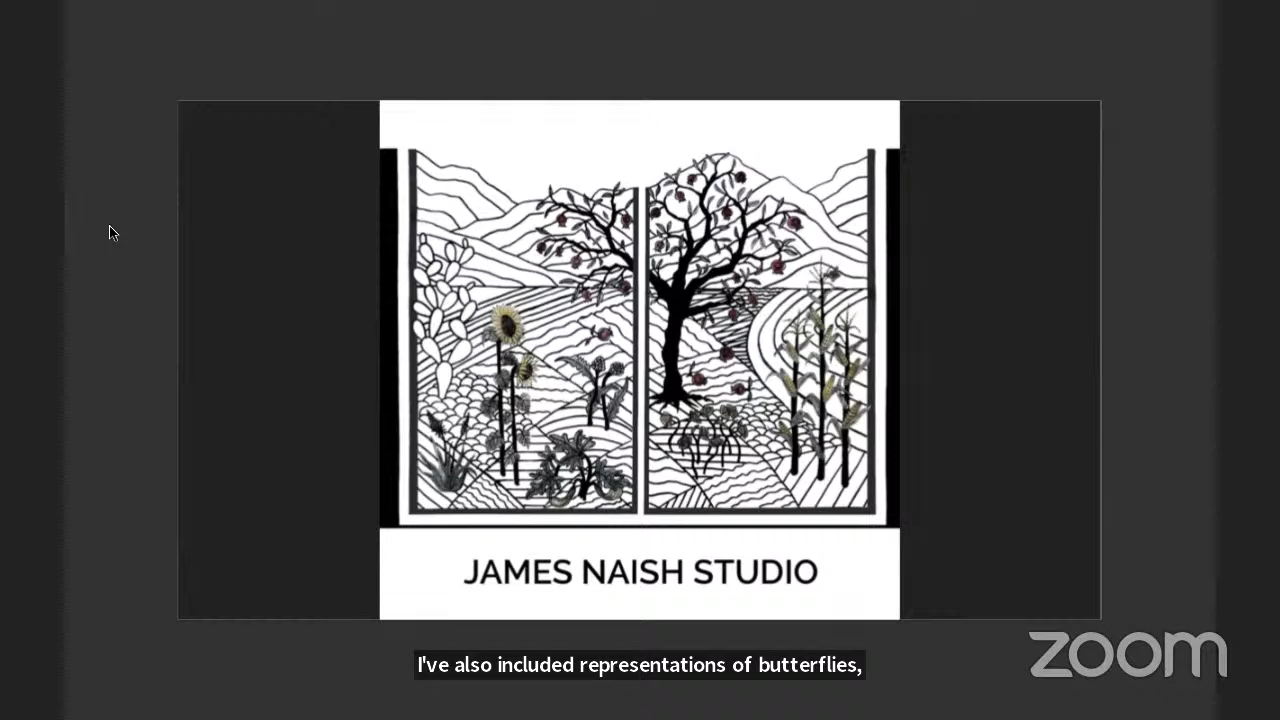 JAMES NAISH STUDIO
I've also included representations of butterflies,
zoom